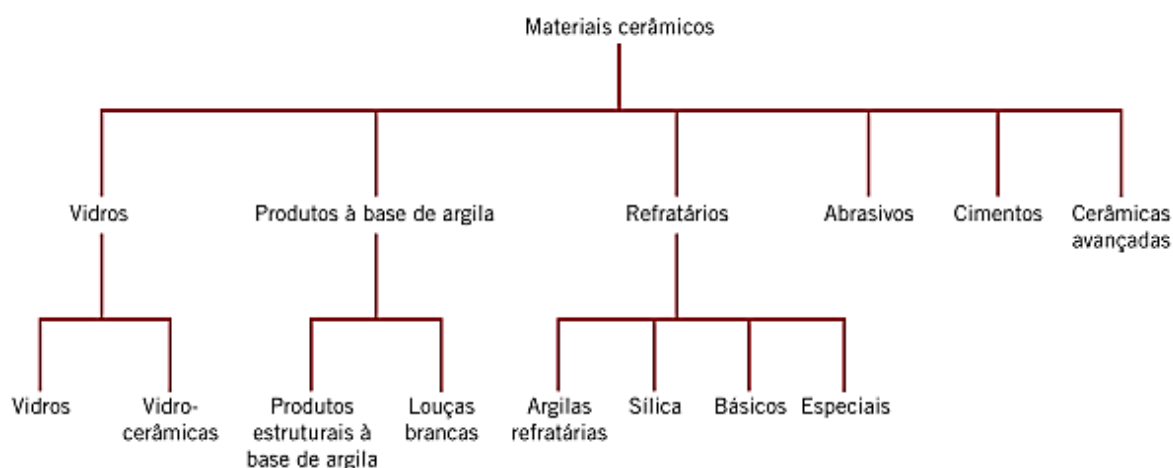 Materiais cerâmicos
Vidros
Produtos à base de argila
Refratários
Abrasivos
Cimentos
Cerâmicas
avançadas
Vidros
Vidro-
cerâmicas
Produtos
estruturais à
base de argila
Louças
brancas
Argilas
refratárias
Sílica
Básicos
Especiais